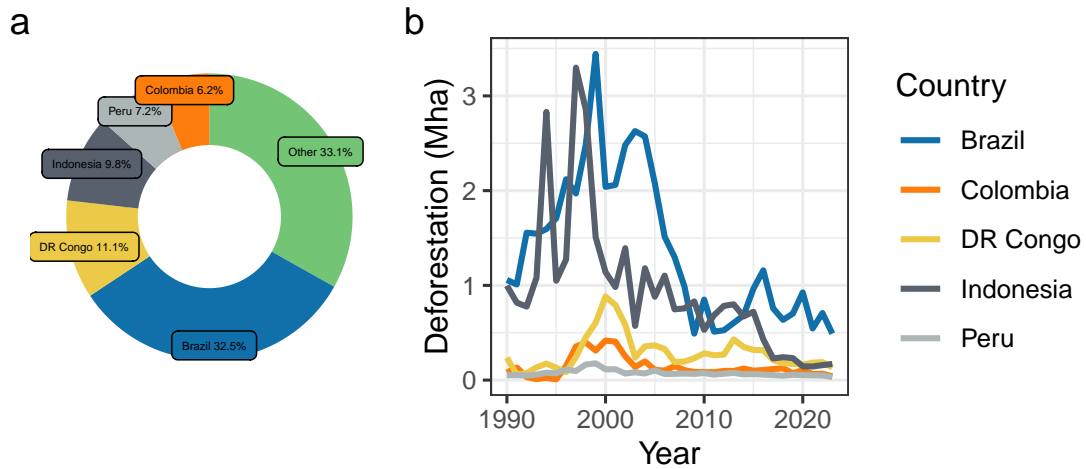 a
Colombia 6.2%
Peru 7.2%
Other 33.1%
Indonesia 9.8%
DR Congo 11.1%
Brazil 32.5%
b
Deforestation (Mha)
3
2
1
0
1990
2000
2010
2020
Year
Country
Brazil
Colombia
DR Congo
Indonesia
Peru